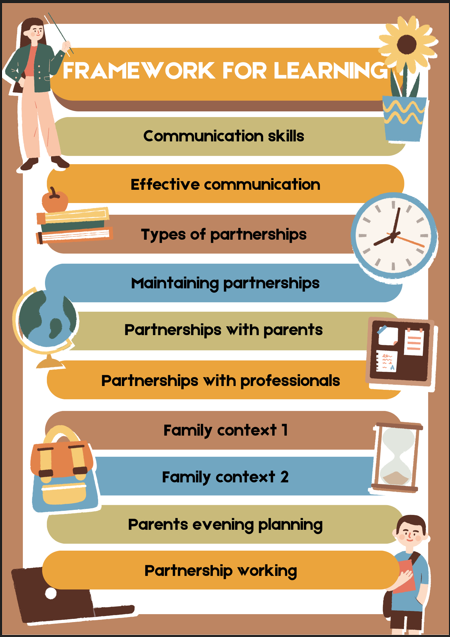 FRAMEWORK FOR LEARNING
Communication skills
Effective communication
Types of partnerships
Maintaining partnerships
Partnerships with parents
Partnerships with professionals
Family context 1
Family context 2
Parents evening planning
Partnership working